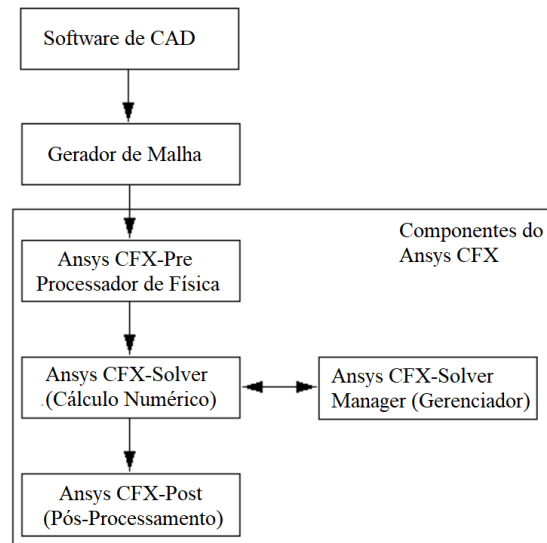 Software de CAD
Gerador de Malha
Componentes do
Ansys CFX
Ansys CFX-Pre
Processador de Física
Ansys CFX-Solver
.(Cálculo Numérico)
Ansys CFX-Solver
Manager (Gerenciador)
Ansys CFX-Post
(Pós-Processamento)